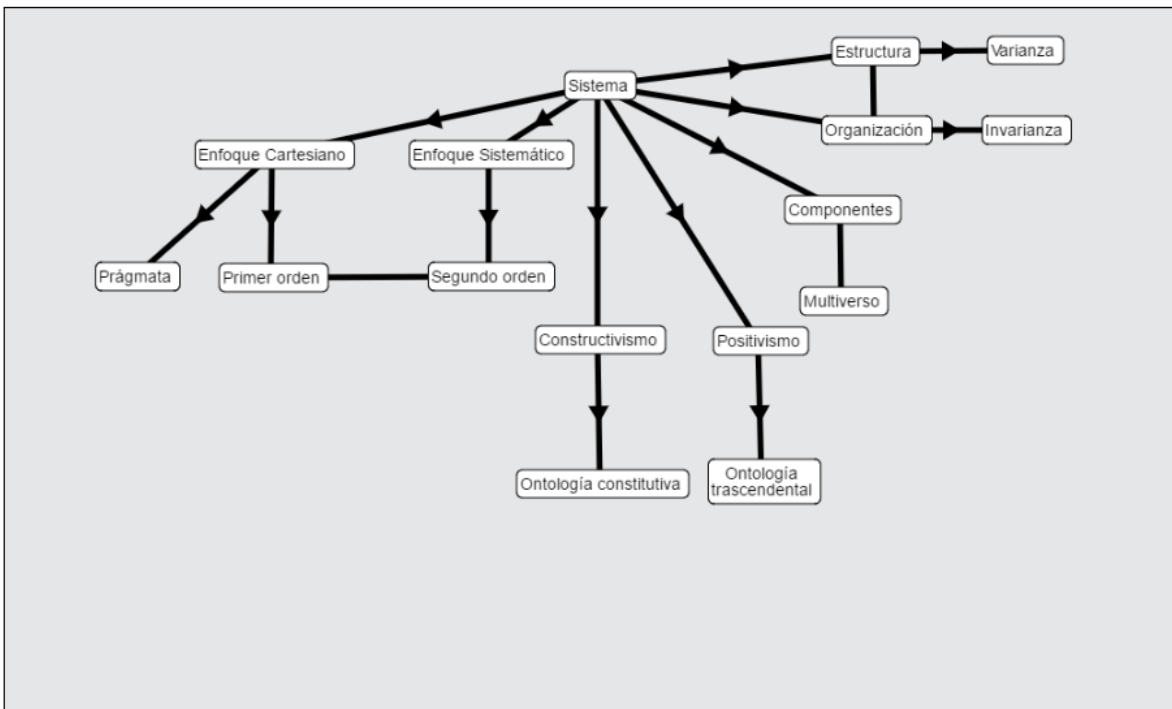 Estructura
Varianza
Sistema
Organización
Invarianza
Enfoque Cartesiano
Enfoque Sistemático
Componentes
Prágmata
Primer orden
Segundo orden
Multiverso
Constructivismo
Positivismo
Ontología constitutiva
Ontología
trascendental